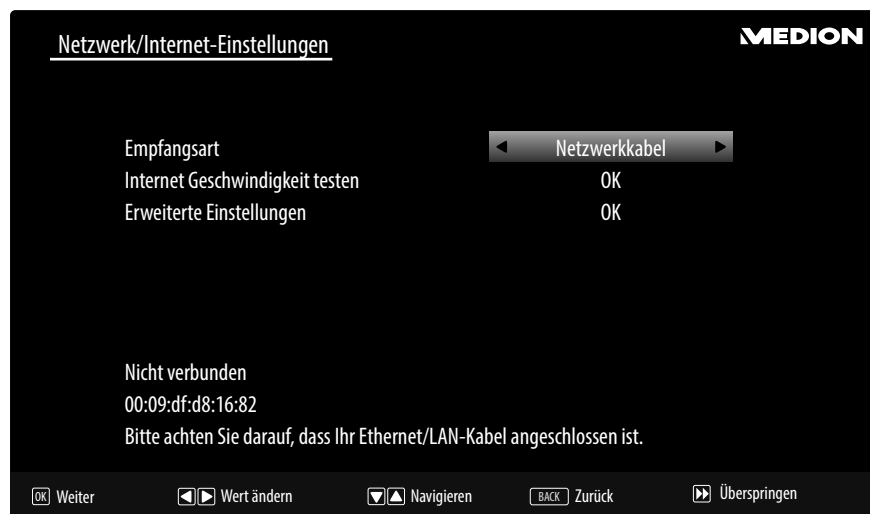 Netzwerk/Internet-Einstellungen
MEDION
Empfangsart Netzwerkkabel
Internet Geschwindigkeit testen OK
Erweiterte Einstellungen OK
Nicht verbunden
00:09:df:d8:16:82
Bitte achten Sie darauf, dass Ihr Ethernet/LAN-Kabel angeschlossen ist.
OK Weiter Wert ändern Navigieren BACK Zurück Überspringen